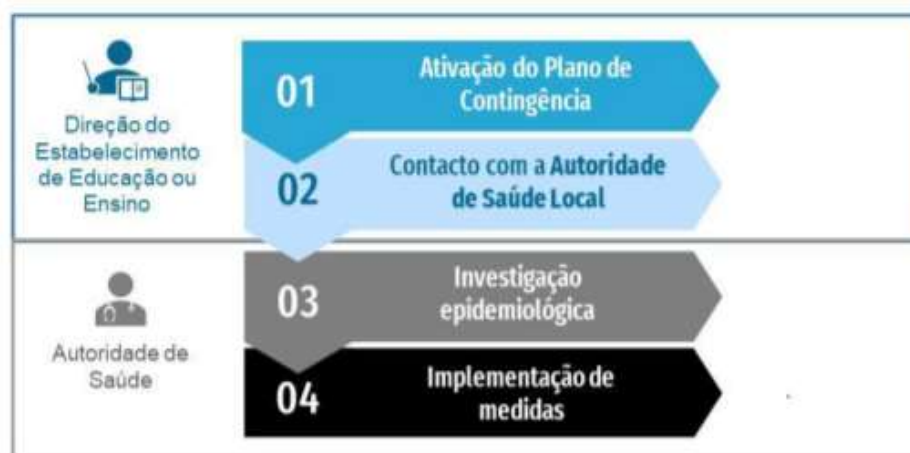 Direção do
Estabelecimento
de Educação ou
Ensino
01
Ativação do Plano de
Contingência
02
Contacto com a Autoridade
de Saúde Local
Autoridade de
Saúde
03
Investigação
epidemiológica
04
Implementação de
medidas